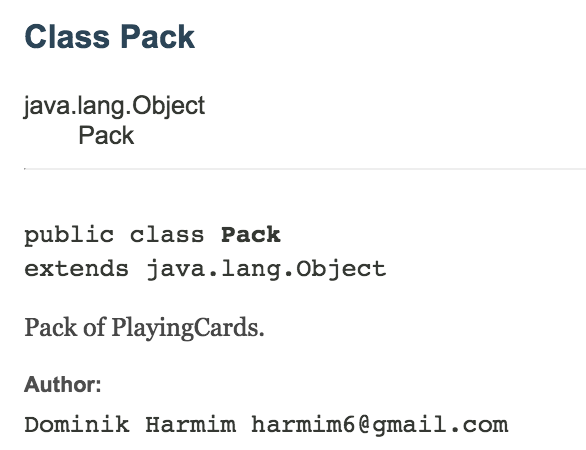 Class Pack
java.lang.Object
Pack
public class Pack
extends java.lang.Object
Pack of PlayingCards.
Author:
Dominik Harmim harmim6@gmail.com